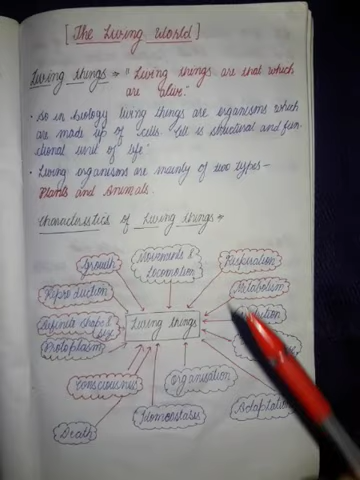 [ The Living World ]
Living things → "Living things are that which
are alive."
• So in biology living things are organisms which
are made up of cells. Cell is structural and func
tional unit of life.
• Living organisms are mainly of two types -
Plants and Animals.
Characteristics of Living things →
Movements &
Locomotion
Growth
Respiration
Reproduction
Metabolism
Definite shape &
size
Living things
Protoplasm
Consciousness
Organisation
Homeostasis
Death